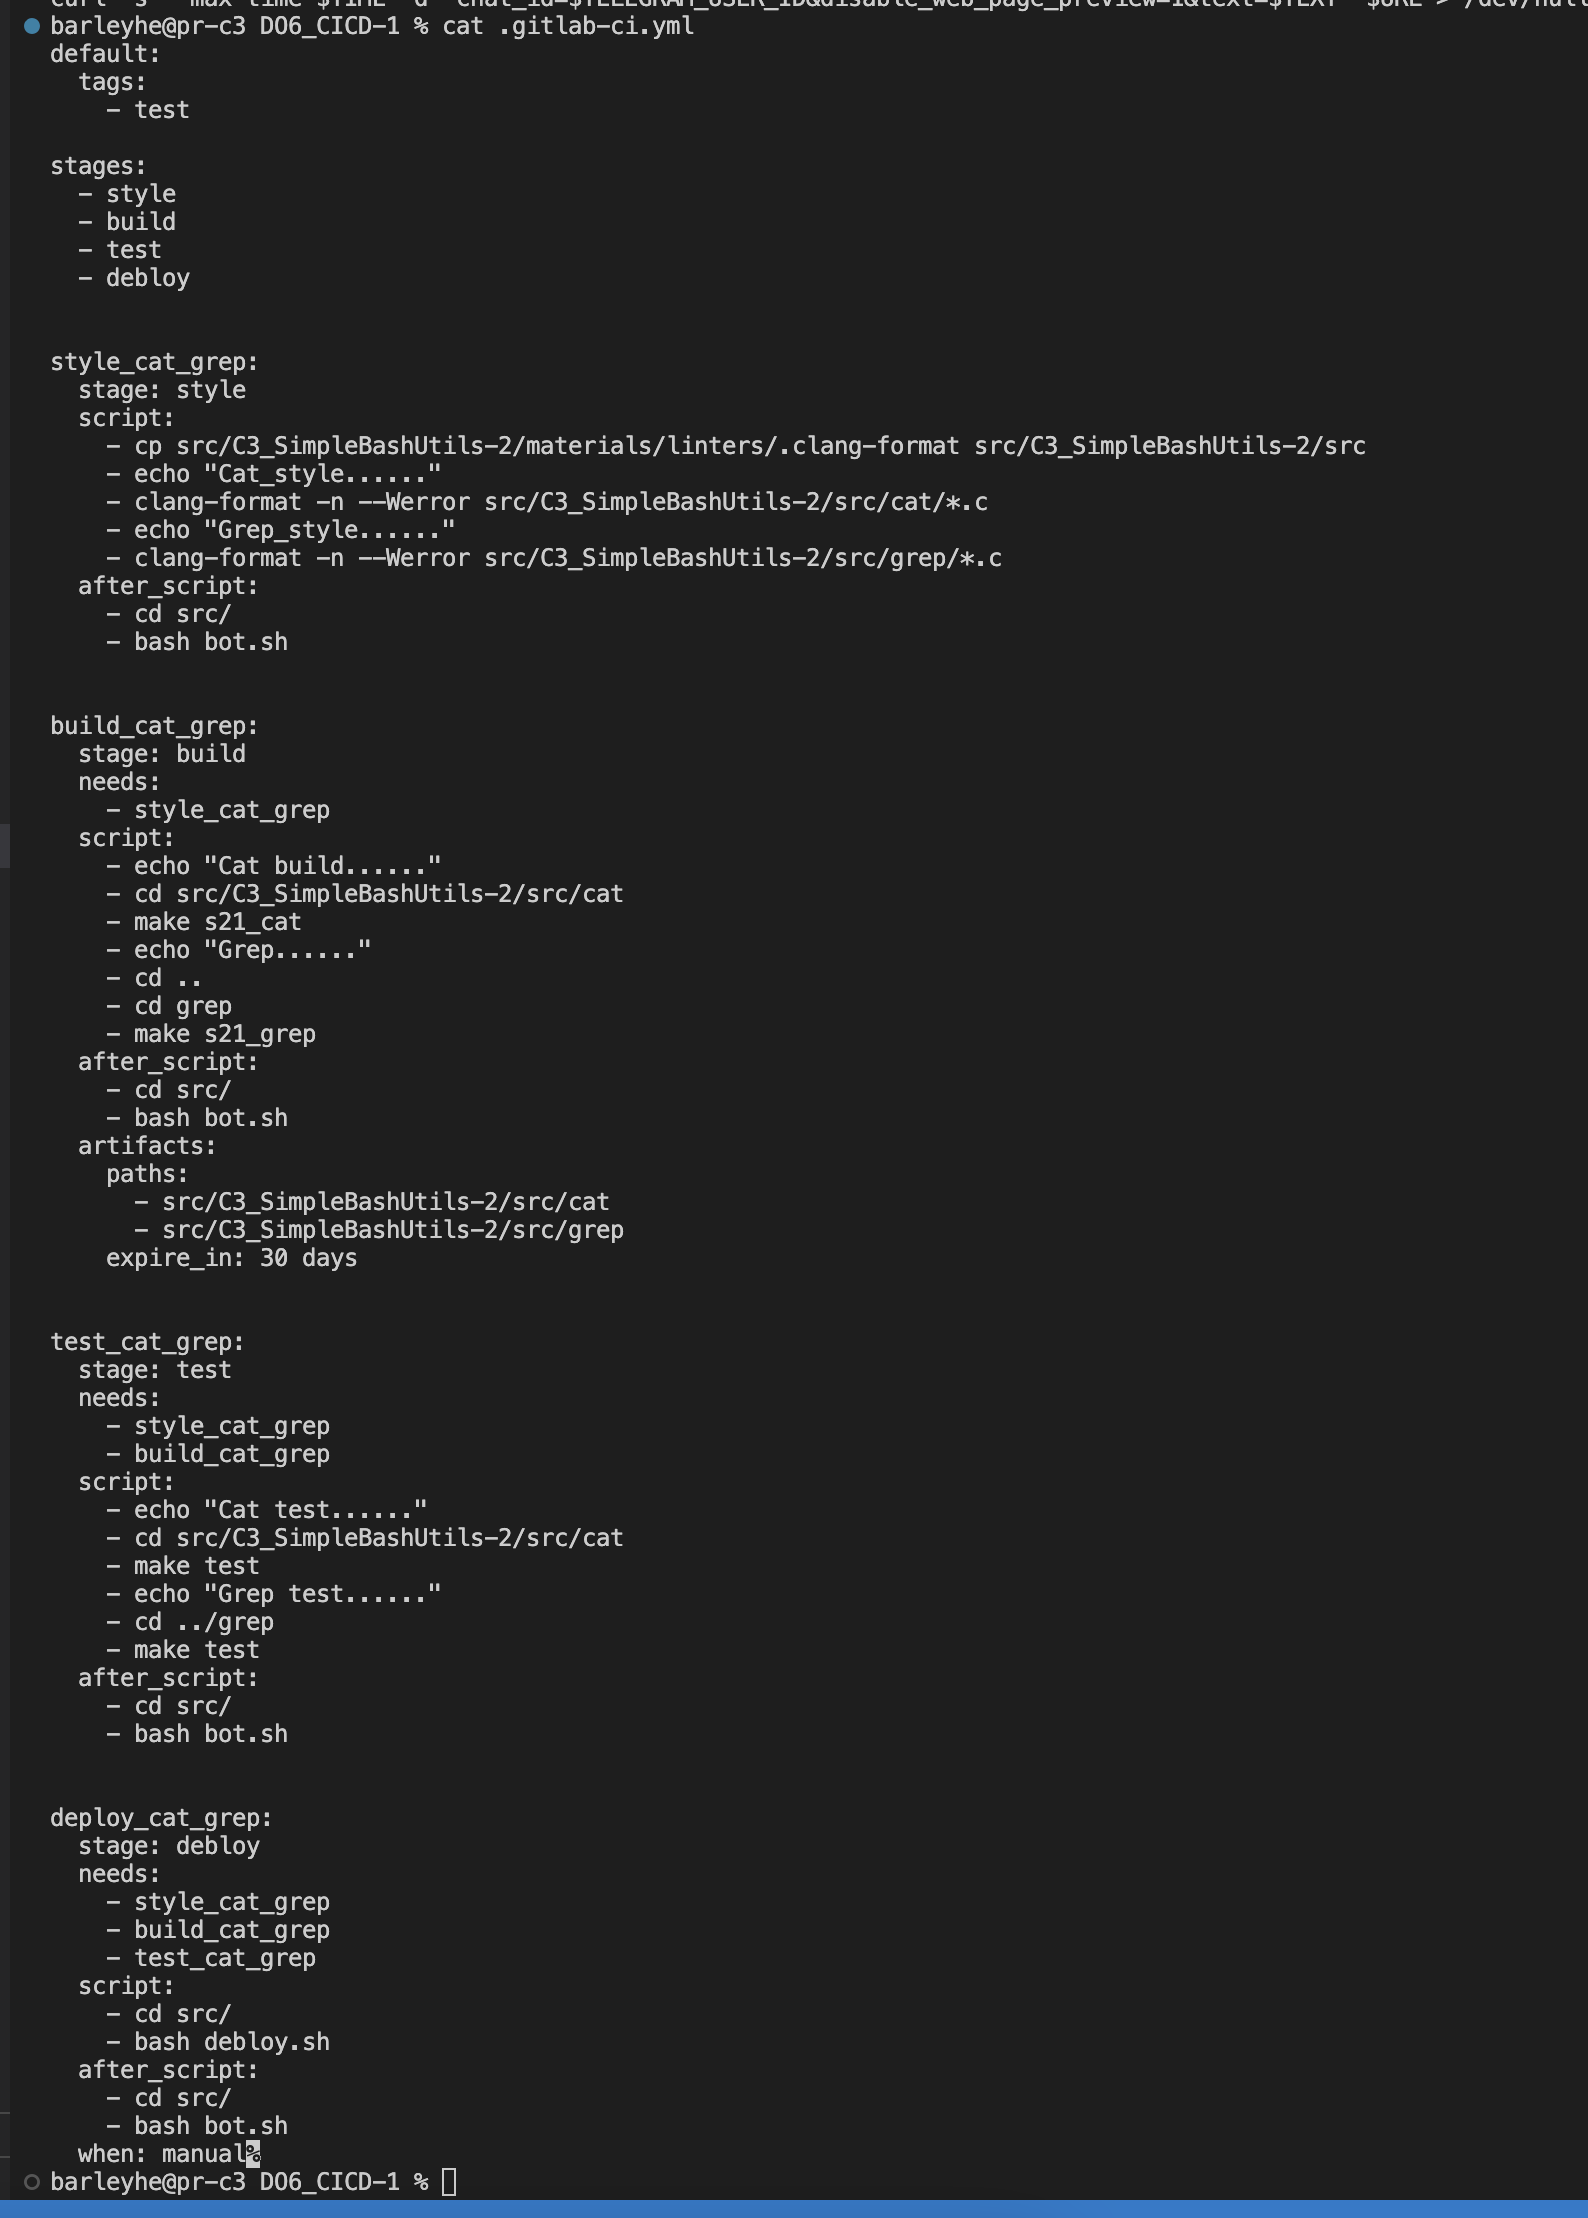 curl -s --max-time $TIME -d "chat_id=$TELEGRAM_USER_ID&disable_web_page_preview=1&text=$TEXT" $URL > /dev/null
barleyhe@pr-c3 DO6_CICD-1 % cat .gitlab-ci.yml
default:
  tags:
    - test

stages:
  - style
  - build
  - test
  - debloy


style_cat_grep:
  stage: style
  script:
    - cp src/C3_SimpleBashUtils-2/materials/linters/.clang-format src/C3_SimpleBashUtils-2/src
    - echo "Cat_style......"
    - clang-format -n --Werror src/C3_SimpleBashUtils-2/src/cat/*.c
    - echo "Grep_style......"
    - clang-format -n --Werror src/C3_SimpleBashUtils-2/src/grep/*.c
  after_script:
    - cd src/
    - bash bot.sh


build_cat_grep:
  stage: build
  needs:
    - style_cat_grep
  script:
    - echo "Cat build......"
    - cd src/C3_SimpleBashUtils-2/src/cat
    - make s21_cat
    - echo "Grep......"
    - cd ..
    - cd grep
    - make s21_grep
  after_script:
    - cd src/
    - bash bot.sh
  artifacts:
    paths:
      - src/C3_SimpleBashUtils-2/src/cat
      - src/C3_SimpleBashUtils-2/src/grep
    expire_in: 30 days


test_cat_grep:
  stage: test
  needs:
    - style_cat_grep
    - build_cat_grep
  script:
    - echo "Cat test......"
    - cd src/C3_SimpleBashUtils-2/src/cat
    - make test
    - echo "Grep test......"
    - cd ../grep
    - make test
  after_script:
    - cd src/
    - bash bot.sh


deploy_cat_grep:
  stage: debloy
  needs:
    - style_cat_grep
    - build_cat_grep
    - test_cat_grep
  script:
    - cd src/
    - bash debloy.sh
  after_script:
    - cd src/
    - bash bot.sh
  when: manual%
barleyhe@pr-c3 DO6_CICD-1 %